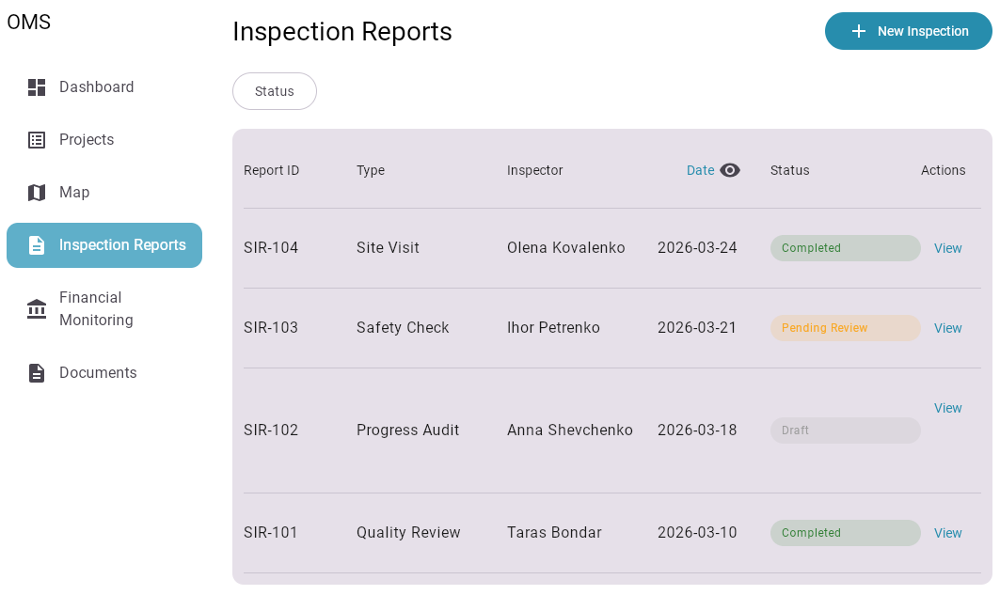 OMS
Dashboard
Projects
Map
Inspection Reports
Financial
Monitoring
Documents
Inspection Reports
New Inspection
Status
Report ID Type Inspector Date Status Actions
SIR-104 Site Visit Olena Kovalenko 2026-03-24 Completed View
SIR-103 Safety Check Ihor Petrenko 2026-03-21 Pending Review View
SIR-102 Progress Audit Anna Shevchenko 2026-03-18 Draft View
SIR-101 Quality Review Taras Bondar 2026-03-10 Completed View